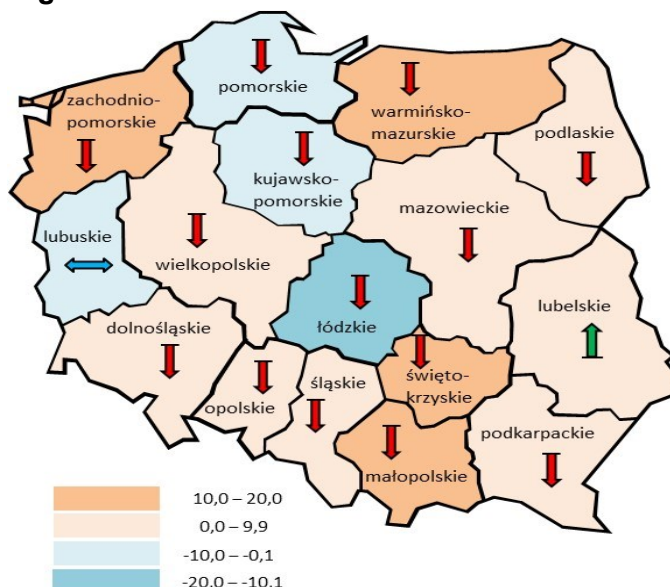 pomorskie
zachodnio-
pomorskie
warmińsko-
mazurskie
podlaskie
kujawsko-
pomorskie
mazowieckie
lubuskie
wielkopolskie
lubelskie
dolnośląskie
łódzkie
śląskie
opolskie
święto-
krzyskie
podkarpackie
małopolskie
10,0 – 20,0
0,0 – 9,9
-10,0 – -0,1
-20,0 – -10,1